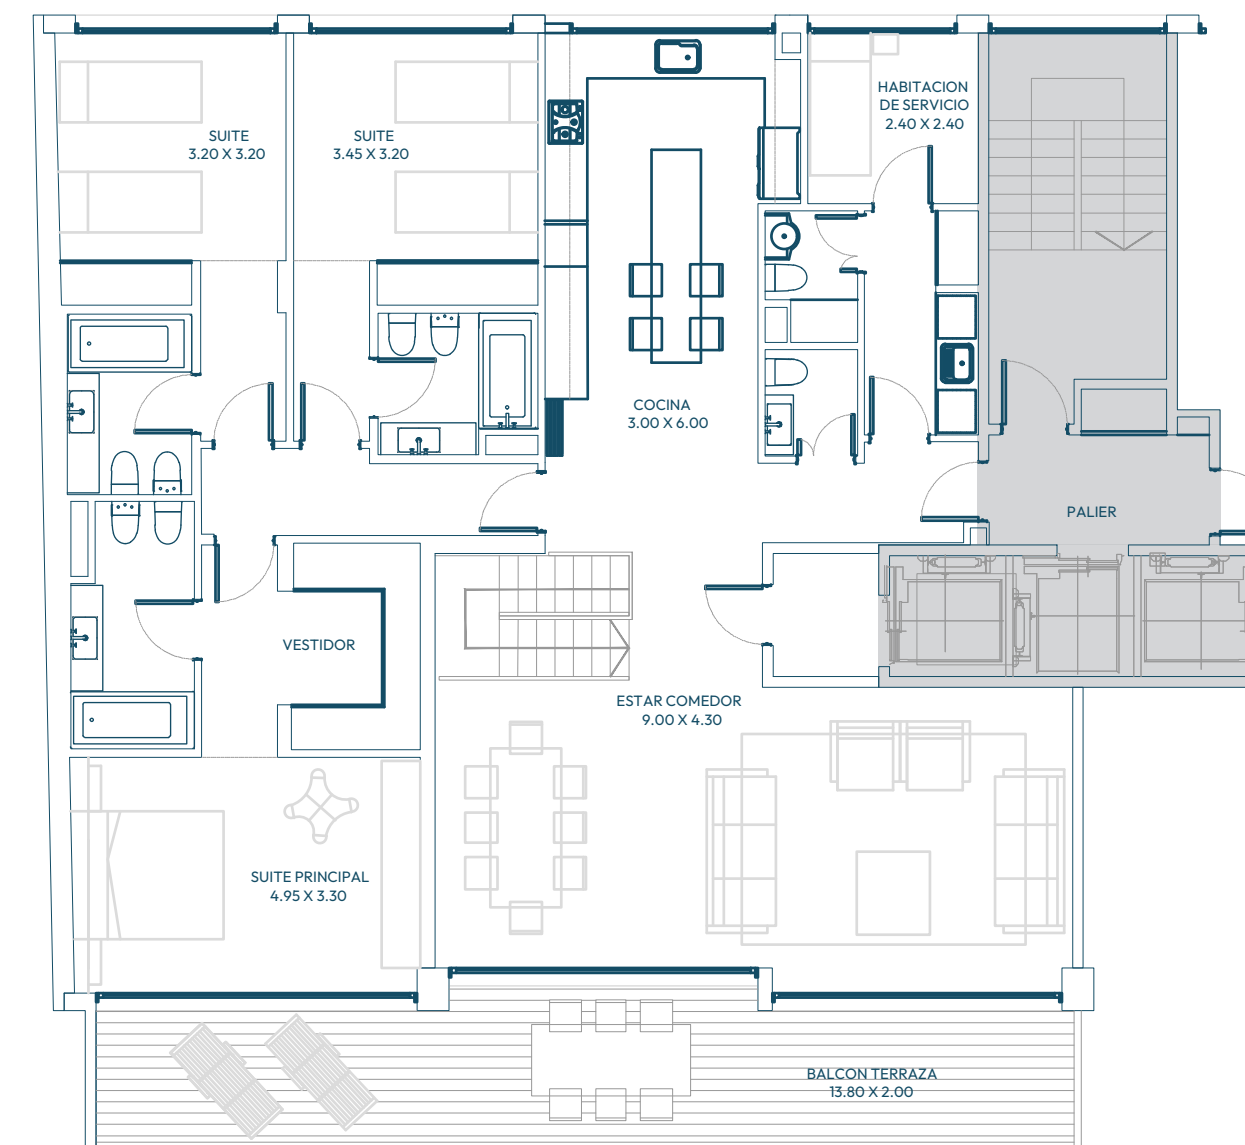 SUITE
3.20 X 3.20
SUITE
3.45 X 3.20
HABITACION
DE SERVICIO
2.40 X 2.40
COCINA
3.00 X 6.00
PALIER
VESTIDOR
ESTAR COMEDOR
9.00 X 4.30
SUITE PRINCIPAL
4.95 X 3.30
BALCON TERRAZA
13.80 X 2.00